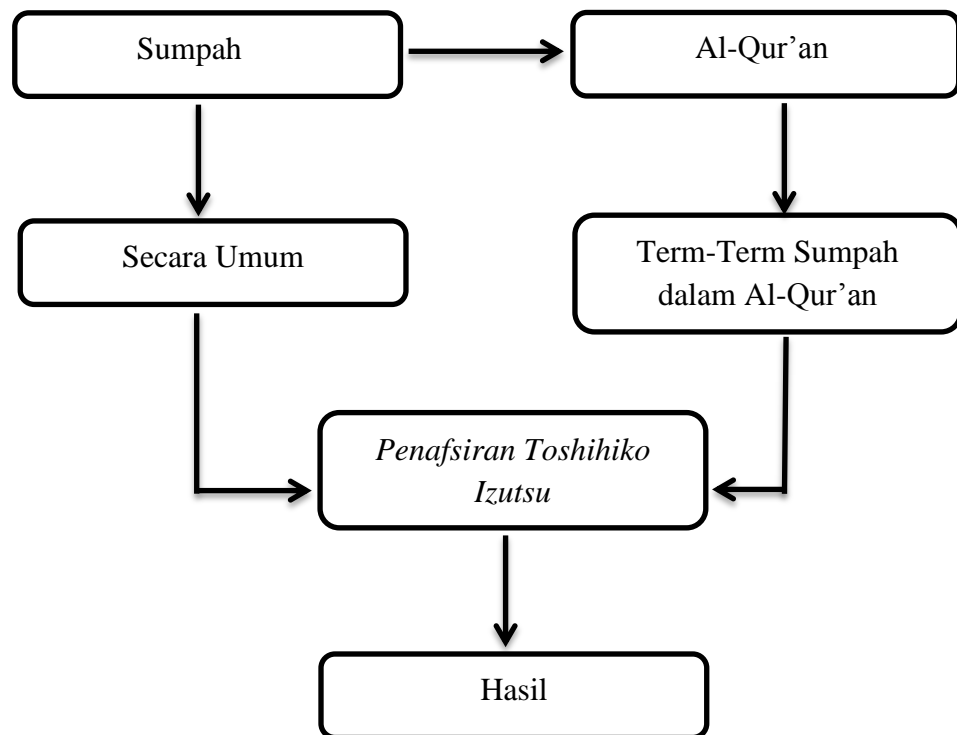 Sumpah
Al-Qur’an
Secara Umum
Term-Term Sumpah
dalam Al-Qur’an
Penafsiran Toshihiko
Izutsu
Hasil